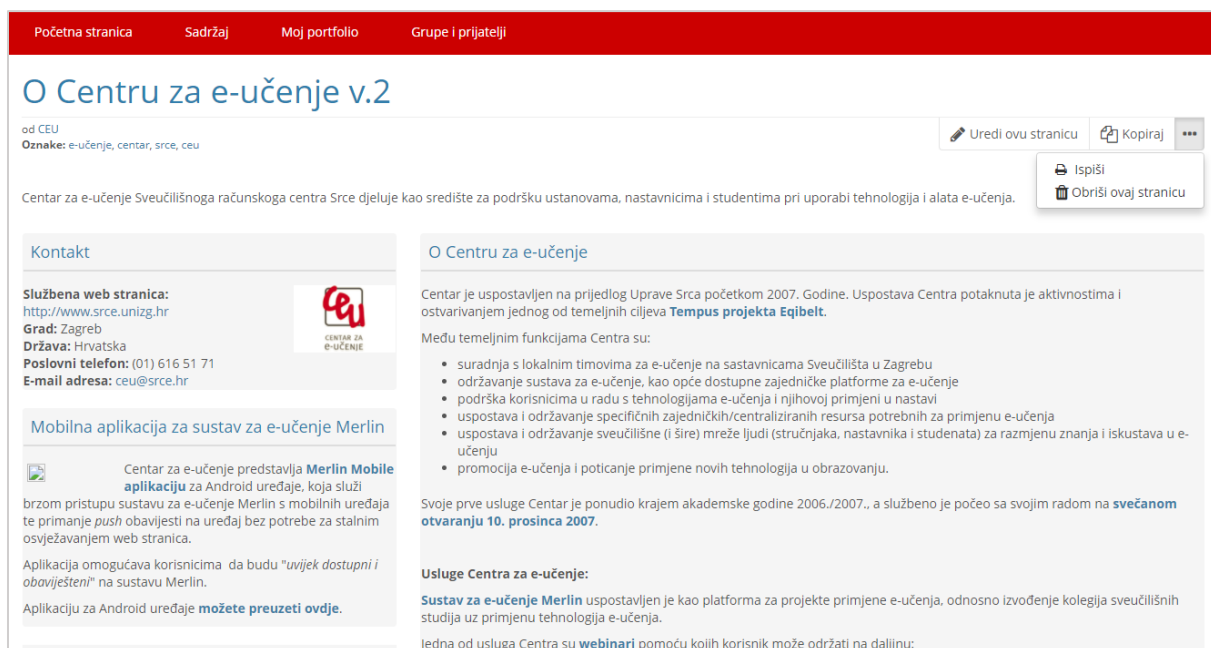 Početna stranica Sadržaj Moj portfolio Grupe i prijatelji
O Centru za e-učenje v.2
od CEU
Oznake: e-učenje, centar, srce, ceu
Uredi ovu stranicu Kopiraj
Ispiši
Obriši ovaj stranicu
Centar za e-učenje Sveučilišnoga računskoga centra Srce djeluje kao središte za podršku ustanovama, nastavnicima i studentima pri uporabi tehnologija i alata e-učenja.
Kontakt
Službena web stranica:
http://www.srce.unizg.hr
Grad: Zagreb
Država: Hrvatska
Poslovni telefon: (01) 616 51 71
E-mail adresa: ceu@srce.hr
ceu
CENTAR ZA
e-UČENJE
Mobilna aplikacija za sustav za e-učenje Merlin
Centar za e-učenje predstavlja Merlin Mobile
aplikaciju za Android uređaje, koja služi
brzom pristupu sustavu za e-učenje Merlin s mobilnih uređaja
te primanje push obavijesti na uređaj bez potrebe za stalnim
osvježavanjem web stranica.
Aplikacija omogućava korisnicima da budu "uvijek dostupni i
obaviješteni" na sustavu Merlin.
Aplikaciju za Android uređaje možete preuzeti ovdje.
O Centru za e-učenje
Centar je uspostavljen na prijedlog Uprave Srca početkom 2007. Godine. Uspostava Centra potaknuta je aktivnostima i
ostvarivanjem jednog od temeljnih ciljeva Tempus projekta Eqibelt.
Među temeljnim funkcijama Centra su:
• suradnja s lokalnim timovima za e-učenje na sastavnicama Sveučilišta u Zagrebu
• održavanje sustava za e-učenje, kao opće dostupne zajedničke platforme za e-učenje
• podrška korisnicima u radu s tehnologijama e-učenja i njihovoj primjeni u nastavi
• uspostava i održavanje specifičnih zajedničkih/centraliziranih resursa potrebnih za primjenu e-učenja
• uspostava i održavanje sveučilišne (i šire) mreže ljudi (stručnjaka, nastavnika i studenata) za razmjenu znanja i iskustava u e-
učenju
• promocija e-učenja i poticanje primjene novih tehnologija u obrazovanju.
Svoje prve usluge Centar je ponudio krajem akademske godine 2006./2007., a službeno je počeo sa svojim radom na svečanom
otvaranju 10. prosinca 2007.
Usluge Centra za e-učenje:
Sustav za e-učenje Merlin uspostavljen je kao platforma za projekte primjene e-učenja, odnosno izvođenje kolegija sveučilišnih
studija uz primjenu tehnologija e-učenja.
Jedna od usluga Centra su webinari pomoću kojih korisnik može održati na daljinu: